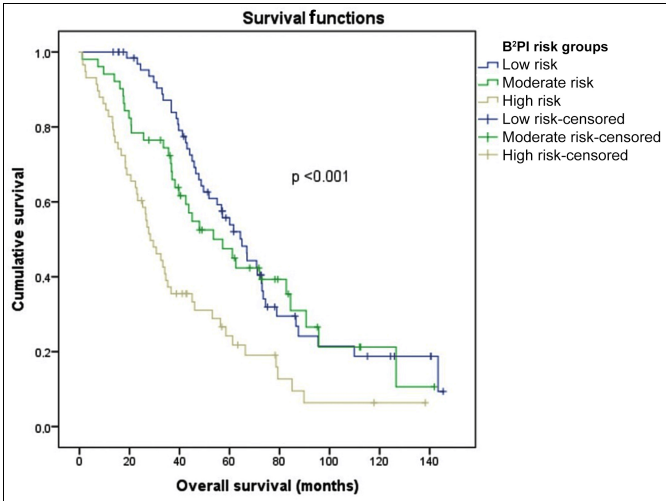 Survival functions
B²PI risk groups
Low risk
Moderate risk
High risk
Low risk-censored
Moderate risk-censored
High risk-censored
p <0.001
Cumulative survival
1.0
0.8
0.6
0.4
0.2
0.0
0 20 40 60 80 100 120 140
Overall survival (months)